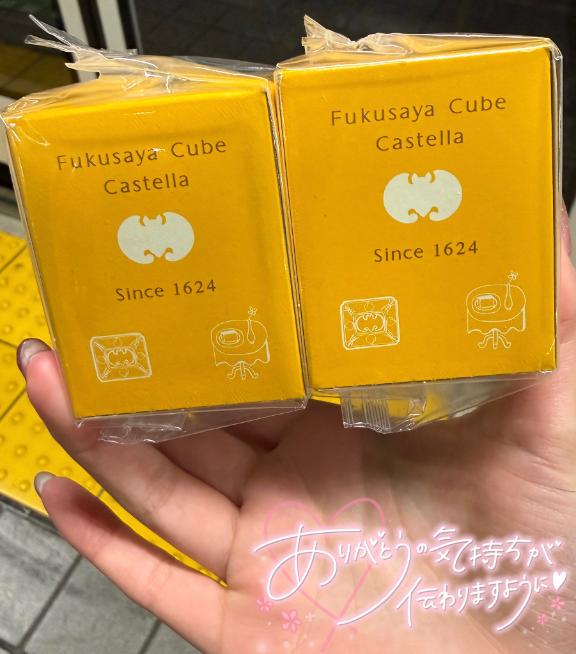 Fukusaya Cube
Castella
Since 1624
Fukusaya Cube
Castella
Since 1624
ありがとうの気持ちが
伝わりますように♡